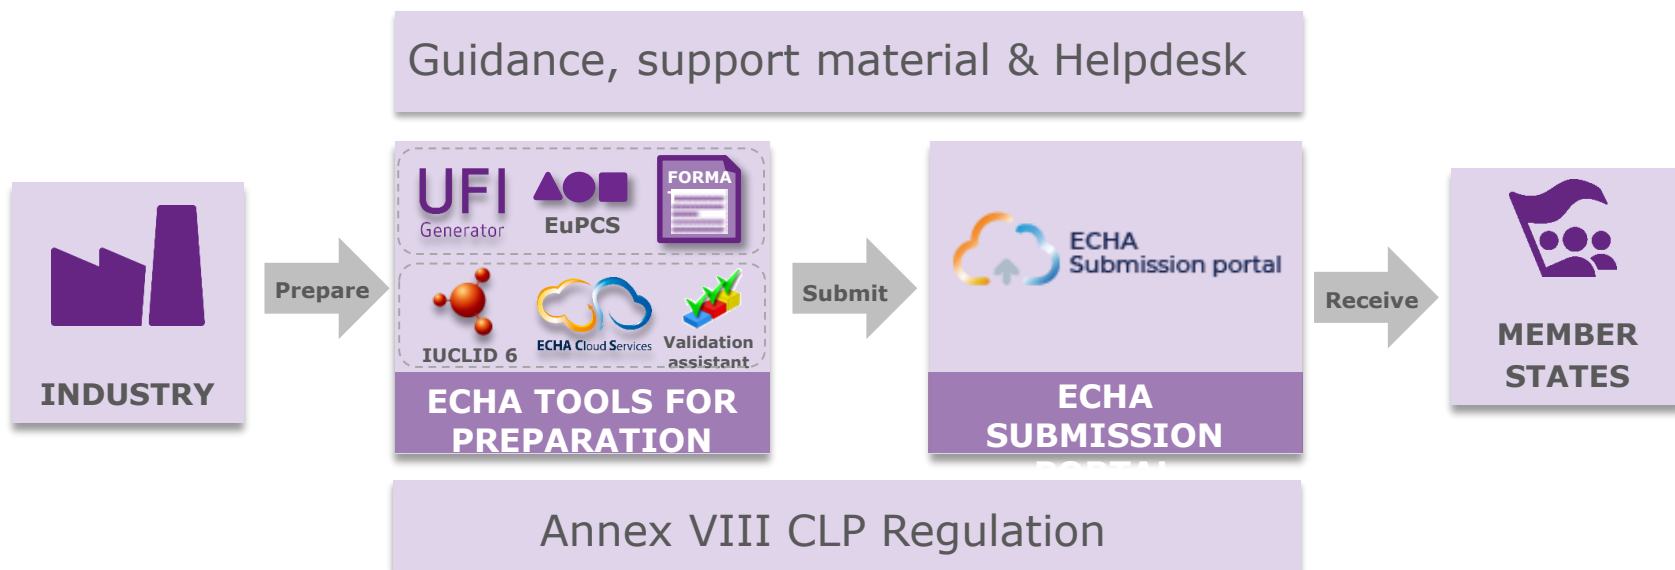 Guidance, support material & Helpdesk
INDUSTRY
Prepare
UFI
Generator
EuPCS
FORMA
IUCLID 6
ECHA Cloud Services
Validation
assistant
ECHA TOOLS FOR
PREPARATION
Submit
ECHA
Submission portal
ECHA
SUBMISSION
PORTAL
Receive
MEMBER
STATES
Annex VIII CLP Regulation